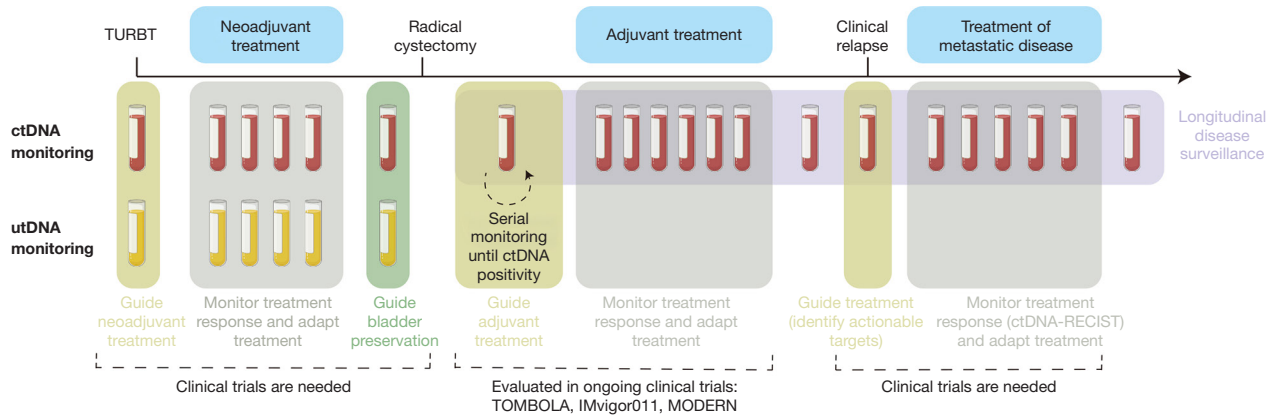 TURBT
Neoadjuvant
treatment
Radical
cystectomy
Adjuvant treatment
Clinical
relapse
Treatment of
metastatic disease
ctDNA
monitoring
Longitudinal
disease
surveillance
utDNA
monitoring
Serial
monitoring
until ctDNA
positivity
Guide
neoadjuvant
treatment
Monitor treatment
response and adapt
treatment
Guide
bladder
preservation
Guide
adjuvant
treatment
Monitor treatment
response and adapt
treatment
Guide treatment
(identify actionable
targets)
Monitor treatment
response (ctDNA-RECIST)
and adapt treatment
Clinical trials are needed
Evaluated in ongoing clinical trials:
TOMBOLA, IMvigor011, MODERN
Clinical trials are needed